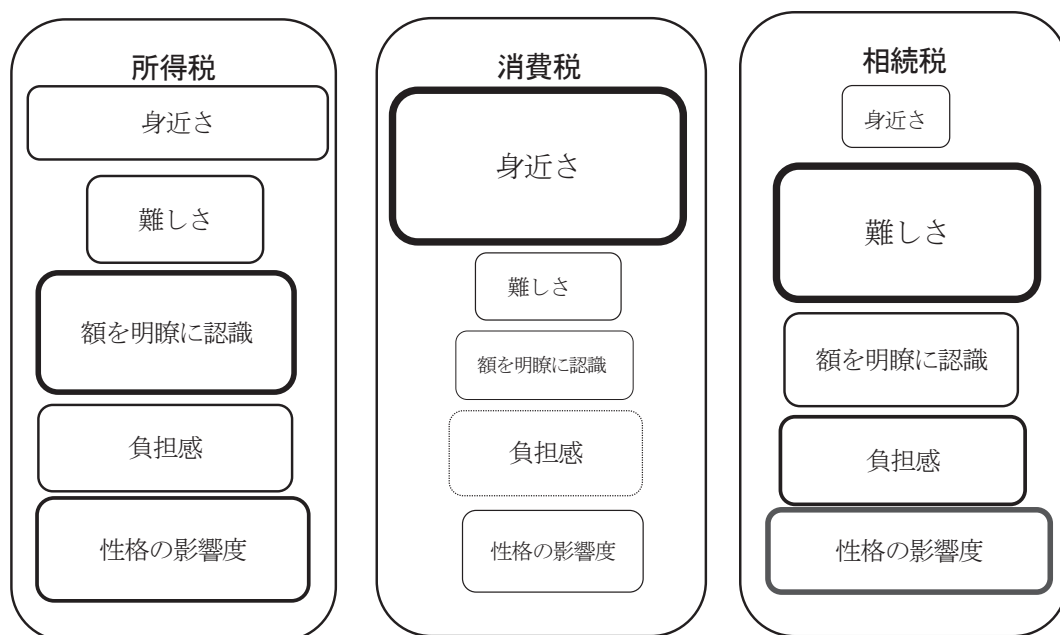 所得税
身近さ
難しさ
額を明瞭に認識
負担感
性格の影響度
消費税
身近さ
難しさ
額を明瞭に認識
負担感
性格の影響度
相続税
身近さ
難しさ
額を明瞭に認識
負担感
性格の影響度